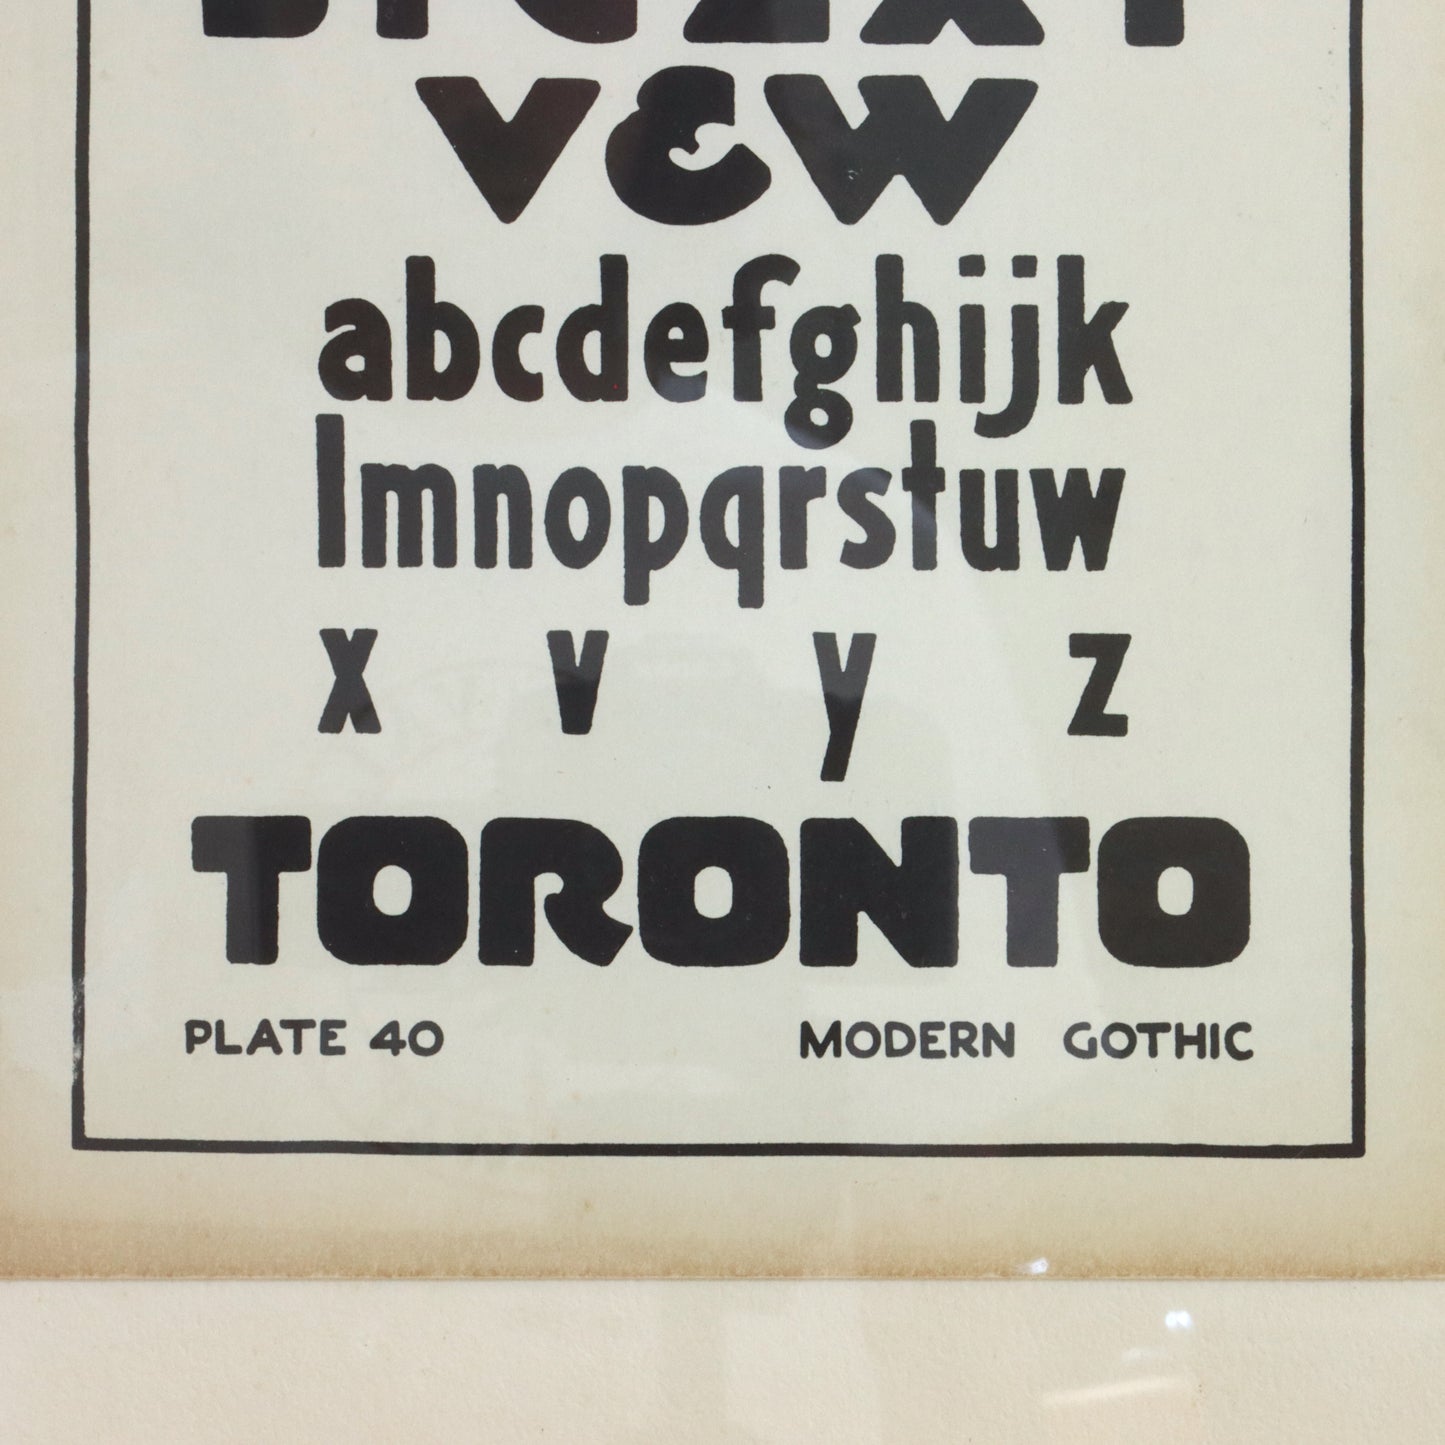 V&W
abcdefghijk
lmnopqrstuw
x v y z
TORONTO
PLATE 40 MODERN GOTHIC